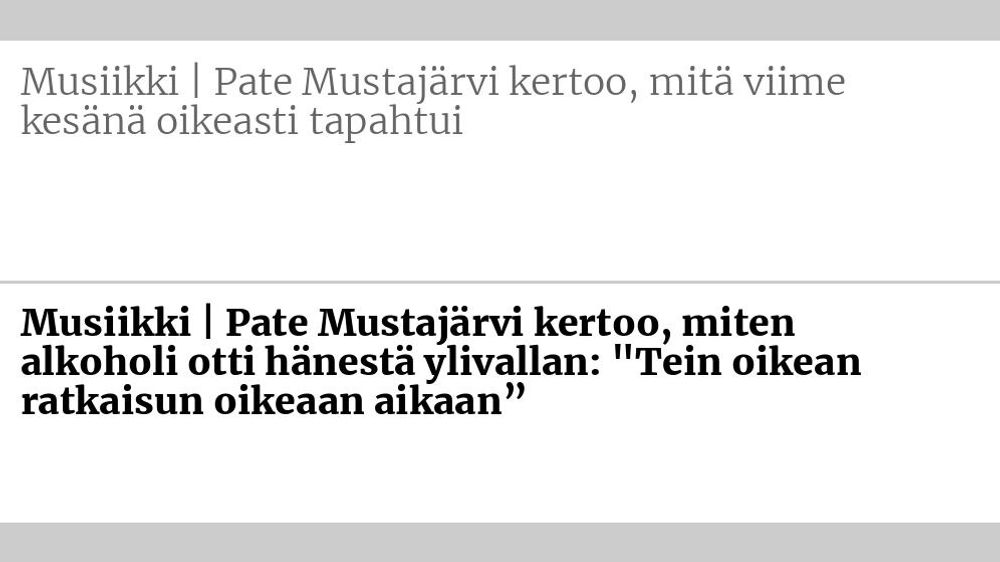 Musiikki | Pate Mustajärvi kertoo, mitä viime
kesänä oikeasti tapahtui
Musiikki | Pate Mustajärvi kertoo, miten
alkoholi otti hänestä ylivallan: "Tein oikean
ratkaisun oikeaan aikaan”